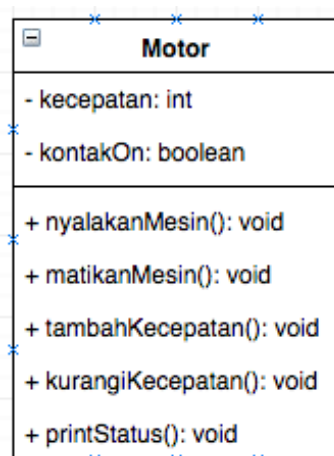 Motor
- kecepatan: int
- kontakOn: boolean
+ nyalakanMesin(): void
+ matikanMesin(): void
+ tambahKecepatan(): void
+ kurangiKecepatan(): void
+ printStatus(): void